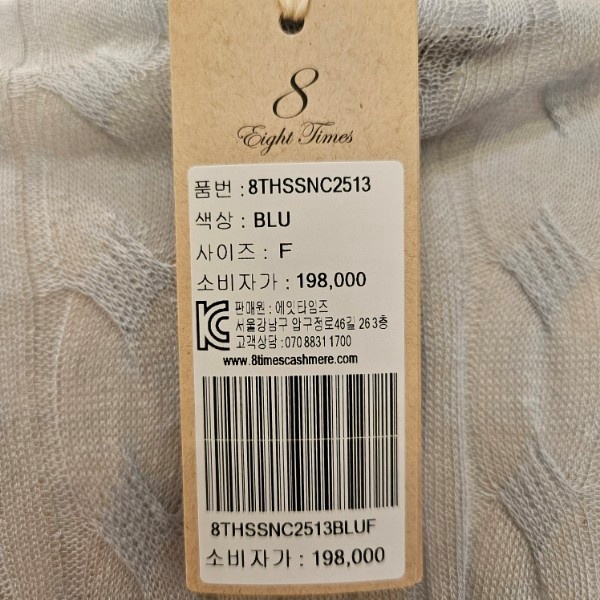 8
Eight Times
품번 : 8THSSNC2513
색상 : BLU
사이즈 : F
소비자가 : 198,000
판매원 : 에잇타임즈
서울강남구 압구정로46길 26 3층
고객상담 : 070 8831 1700
www.8timescashmere.com
8THSSNC2513BLUF
소비자가 : 198,000